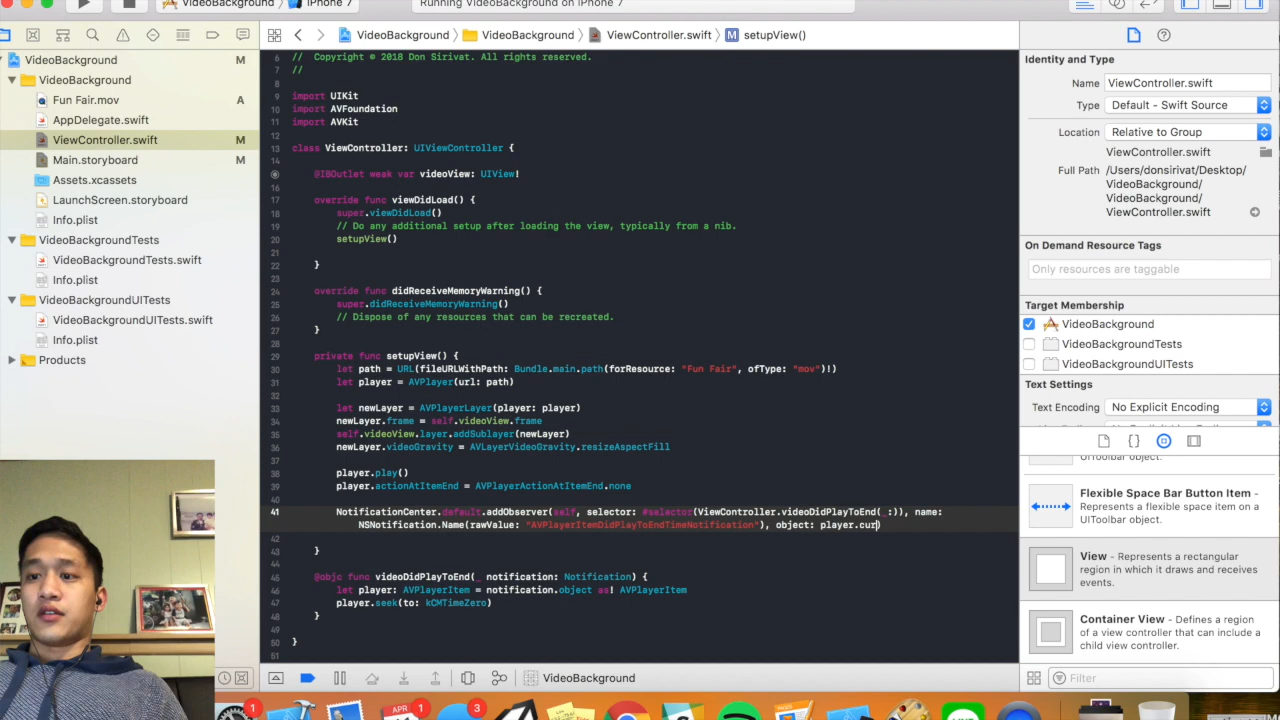 VideoBackground
iPhone 7
Running VideoBackground on iPhone 7
VideoBackground
VideoBackground
ViewController.swift
M
setupView()
VideoBackground M
VideoBackground
Fun Fair.mov A
AppDelegate.swift
ViewController.swift M
Main.storyboard M
Assets.xcassets
LaunchScreen.storyboard
Info.plist
VideoBackgroundTests
VideoBackgroundTests.swift
Info.plist
VideoBackgroundUITests
VideoBackgroundUITests.swift
Info.plist
Products
6 // Copyright © 2018 Don Sirivat. All rights reserved.
7 //
8
9 import UIKit
10 import AVFoundation
11 import AVKit
12
13 class ViewController: UIViewController {
14
@IBOutlet weak var videoView: UIView!
16
17 override func viewDidLoad() {
18 super.viewDidLoad()
19 // Do any additional setup after loading the view, typically from a nib.
20 setupView()
21
22 }
23
24 override func didReceiveMemoryWarning() {
25 super.didReceiveMemoryWarning()
26 // Dispose of any resources that can be recreated.
27 }
28
29 private func setupView() {
30 let path = URL(fileURLWithPath: Bundle.main.path(forResource: "Fun Fair", ofType: "mov")!)
31 let player = AVPlayer(url: path)
32
33 let newLayer = AVPlayerLayer(player: player)
34 newLayer.frame = self.videoView.frame
35 self.videoView.layer.addSublayer(newLayer)
36 newLayer.videoGravity = AVLayerVideoGravity.resizeAspectFill
37
38 player.play()
39 player.actionAtItemEnd = AVPlayerActionAtItemEnd.none
40
41 NotificationCenter.default.addObserver(self, selector: #selector(ViewController.videoDidPlayToEnd(_:)), name:
NSNotification.Name(rawValue: "AVPlayerItemDidPlayToEndTimeNotification"), object: player.cur)
42
43 }
44
45 @objc func videoDidPlayToEnd(_ notification: Notification) {
46 let player: AVPlayerItem = notification.object as! AVPlayerItem
47 player.seek(to: kCMTimeZero)
48 }
49
50 }
51
VideoBackground
Identity and Type
Name ViewController.swift
Type Default - Swift Source
Location Relative to Group
ViewController.swift
Full Path /Users/donsirivat/Desktop/
VideoBackground/
VideoBackground/
ViewController.swift
On Demand Resource Tags
Only resources are taggable
Target Membership
VideoBackground
VideoBackgroundTests
VideoBackgroundUITests
Text Settings
Text Encoding No Explicit Encoding
UIToolbar object.
Flexible Space Bar Button Item -
Represents a flexible space item on a
UIToolbar object.
View - Represents a rectangular
region in which it draws and receives
events.
Container View - Defines a region
of a view controller that can include a
child view controller.
Filter
1
1
3